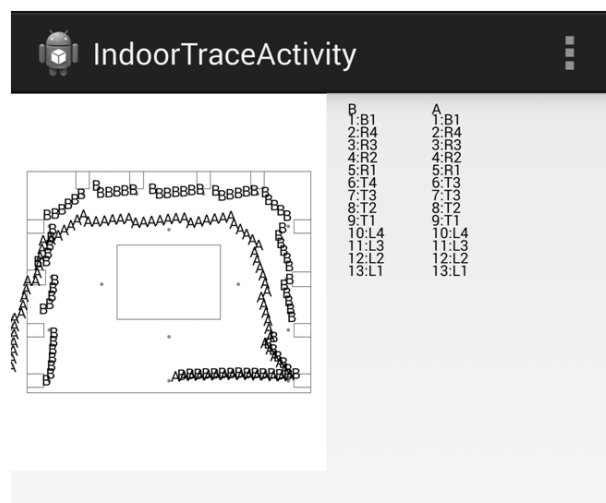 IndoorTraceActivity
B A
1:B1 1:B1
2:R4 2:R4
3:R3 3:R3
4:R2 4:R2
5:R1 5:R1
6:T4 6:T3
7:T3 7:T3
8:T2 8:T2
9:T1 9:T1
10:L4 10:L4
11:L3 11:L3
12:L2 12:L2
13:L1 13:L1